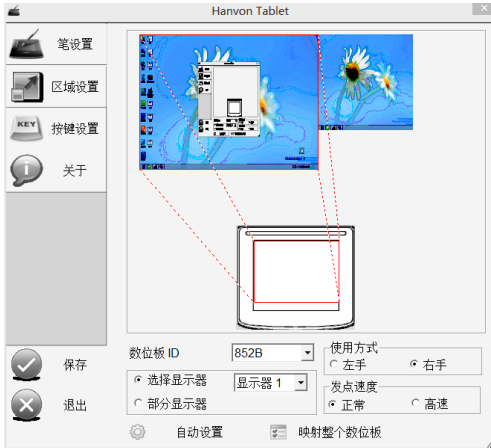 Hanvon Tablet
笔设置
区域设置
KEY
按键设置
关于
数位板 ID
852B
使用方式
左手
右手
选择显示器
显示器 1
部分显示器
发点速度
正常
高速
保存
退出
自动设置
映射整个数位板